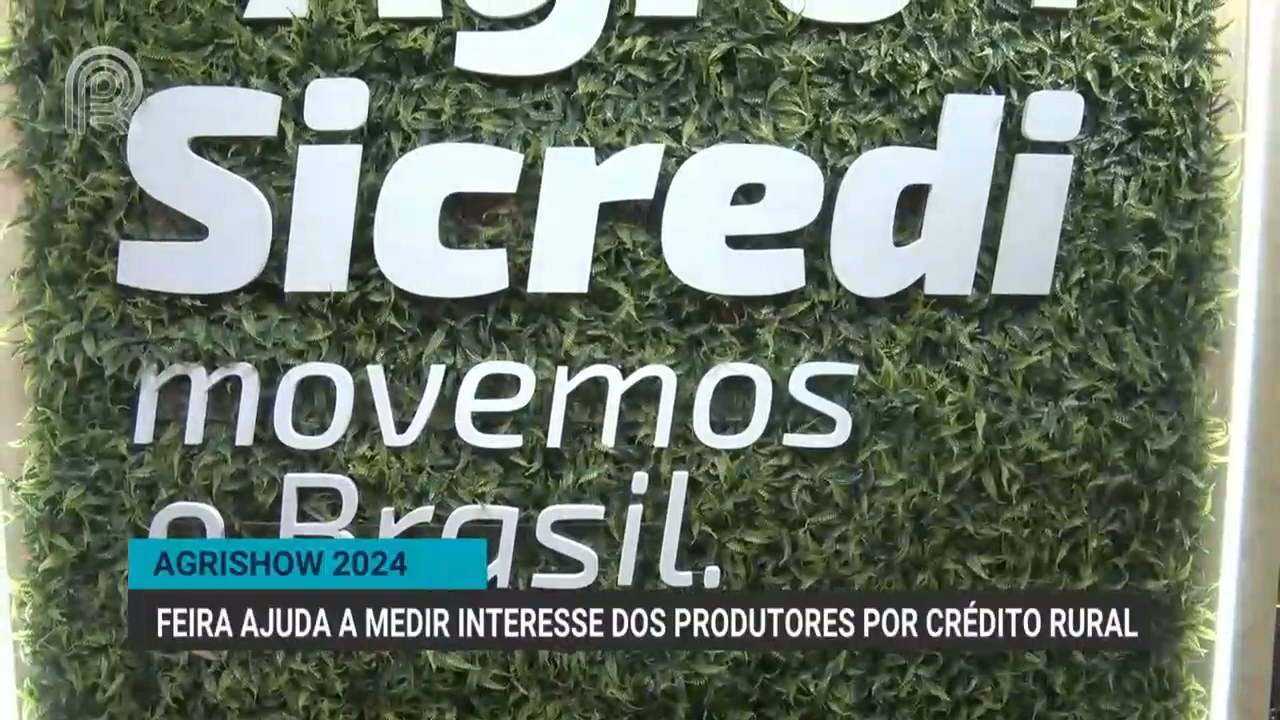 Sicredi
movemos
o Brasil.
AGRISHOW 2024
FEIRA AJUDA A MEDIR INTERESSE DOS PRODUTORES POR CRÉDITO RURAL